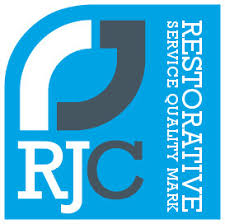 RJC
RESTORATIVE
SERVICE QUALITY MARK